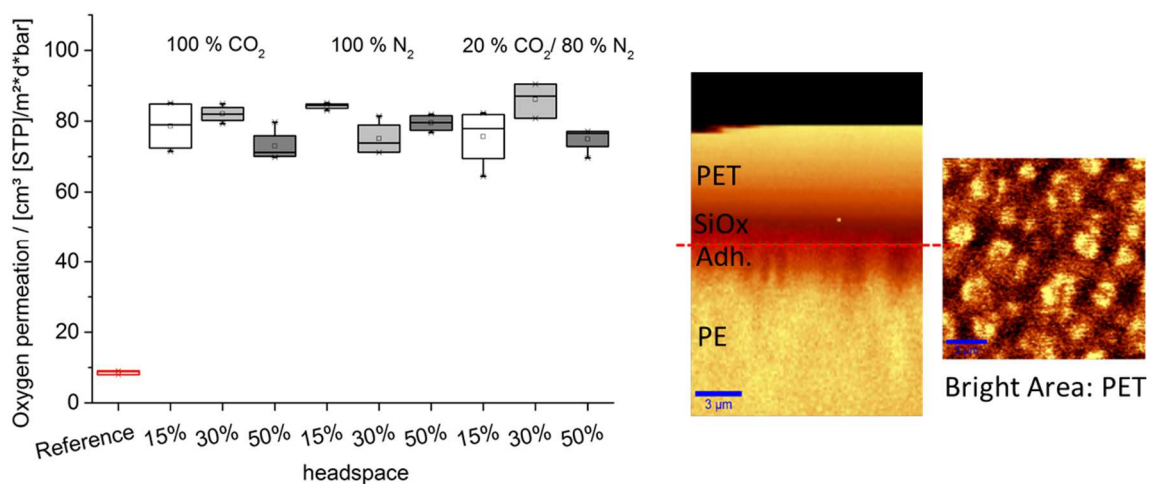 Oxygen permeation / [cm³ [STP]/m²*d*bar]
100
80
60
40
20
0
100 % CO₂
100 % N₂
20 % CO₂/ 80 % N₂
Reference
15%
30%
50%
15%
30%
50%
15%
30%
50%
headspace
PET
SiOx
Adh.
PE
3 µm
Bright Area: PET